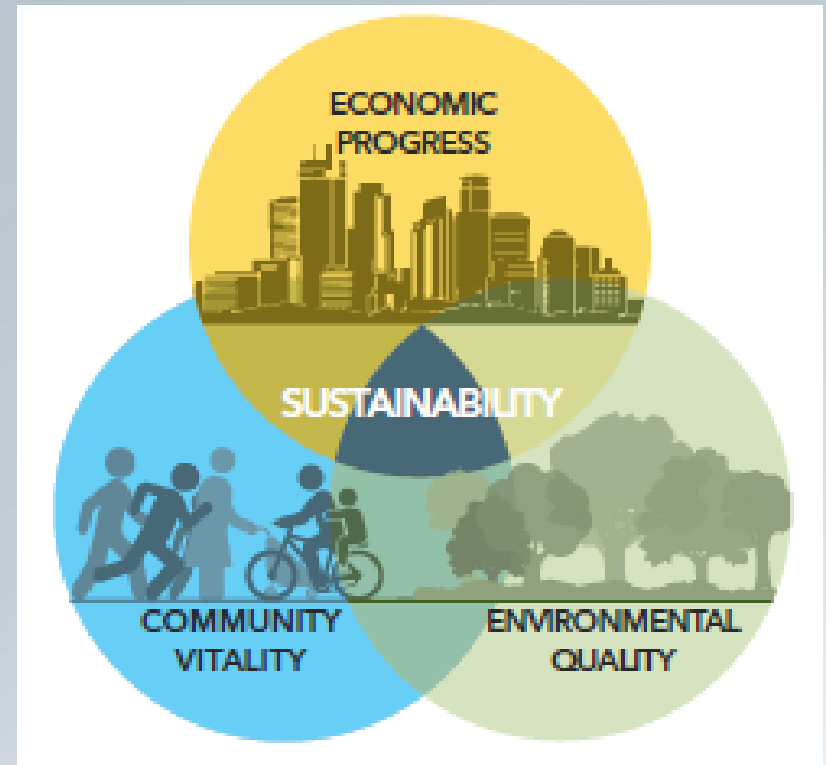 ECONOMIC
PROGRESS
SUSTAINABILITY
COMMUNITY
VITALITY
ENVIRONMENTAL
QUALITY